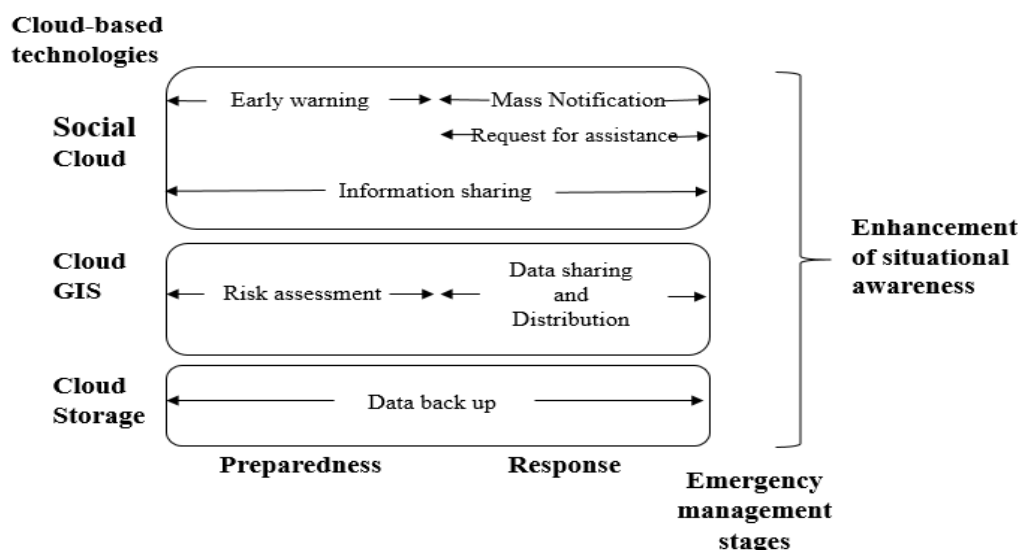 Cloud-based
technologies
Social
Cloud
Early warning
Mass Notification
Request for assistance
Information sharing
Cloud
GIS
Risk assessment
Data sharing
and
Distribution
Cloud
Storage
Data back up
Preparedness
Response
Emergency
management
stages
Enhancement
of situational
awareness